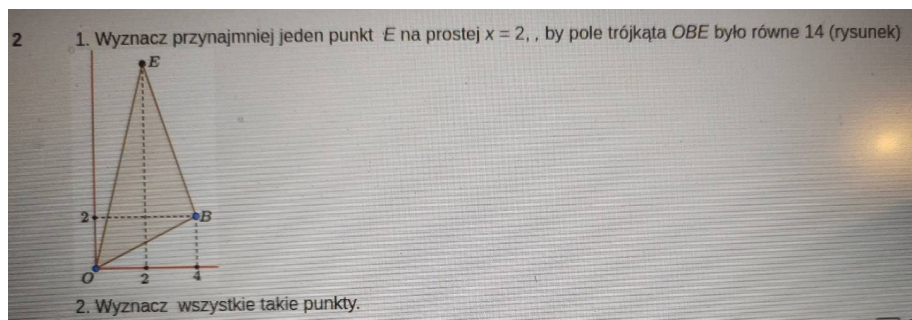 2 1. Wyznacz przynajmniej jeden punkt E na prostej x = 2, , by pole trójkąta OBE było równe 14 (rysunek)
E
2 B
O 2 4
2. Wyznacz wszystkie takie punkty.